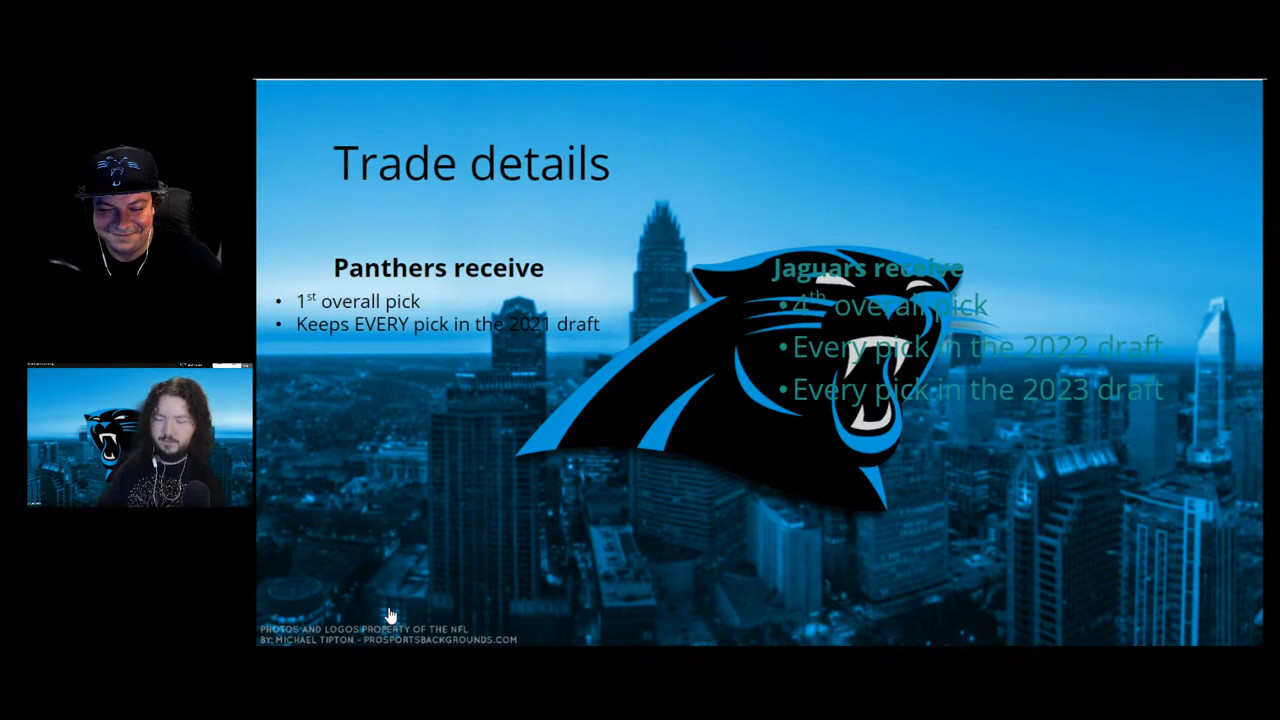 Trade details
Panthers receive
• 1st overall pick
• Keeps EVERY pick in the 2021 draft
Jaguars receive
• 4th overall pick
• Every pick in the 2022 draft
• Every pick in the 2023 draft
PHOTOS AND LOGOS PROPERTY OF THE NFL
BY: MICHAEL TIPTON - PROSPORTSBACKGROUNDS.COM